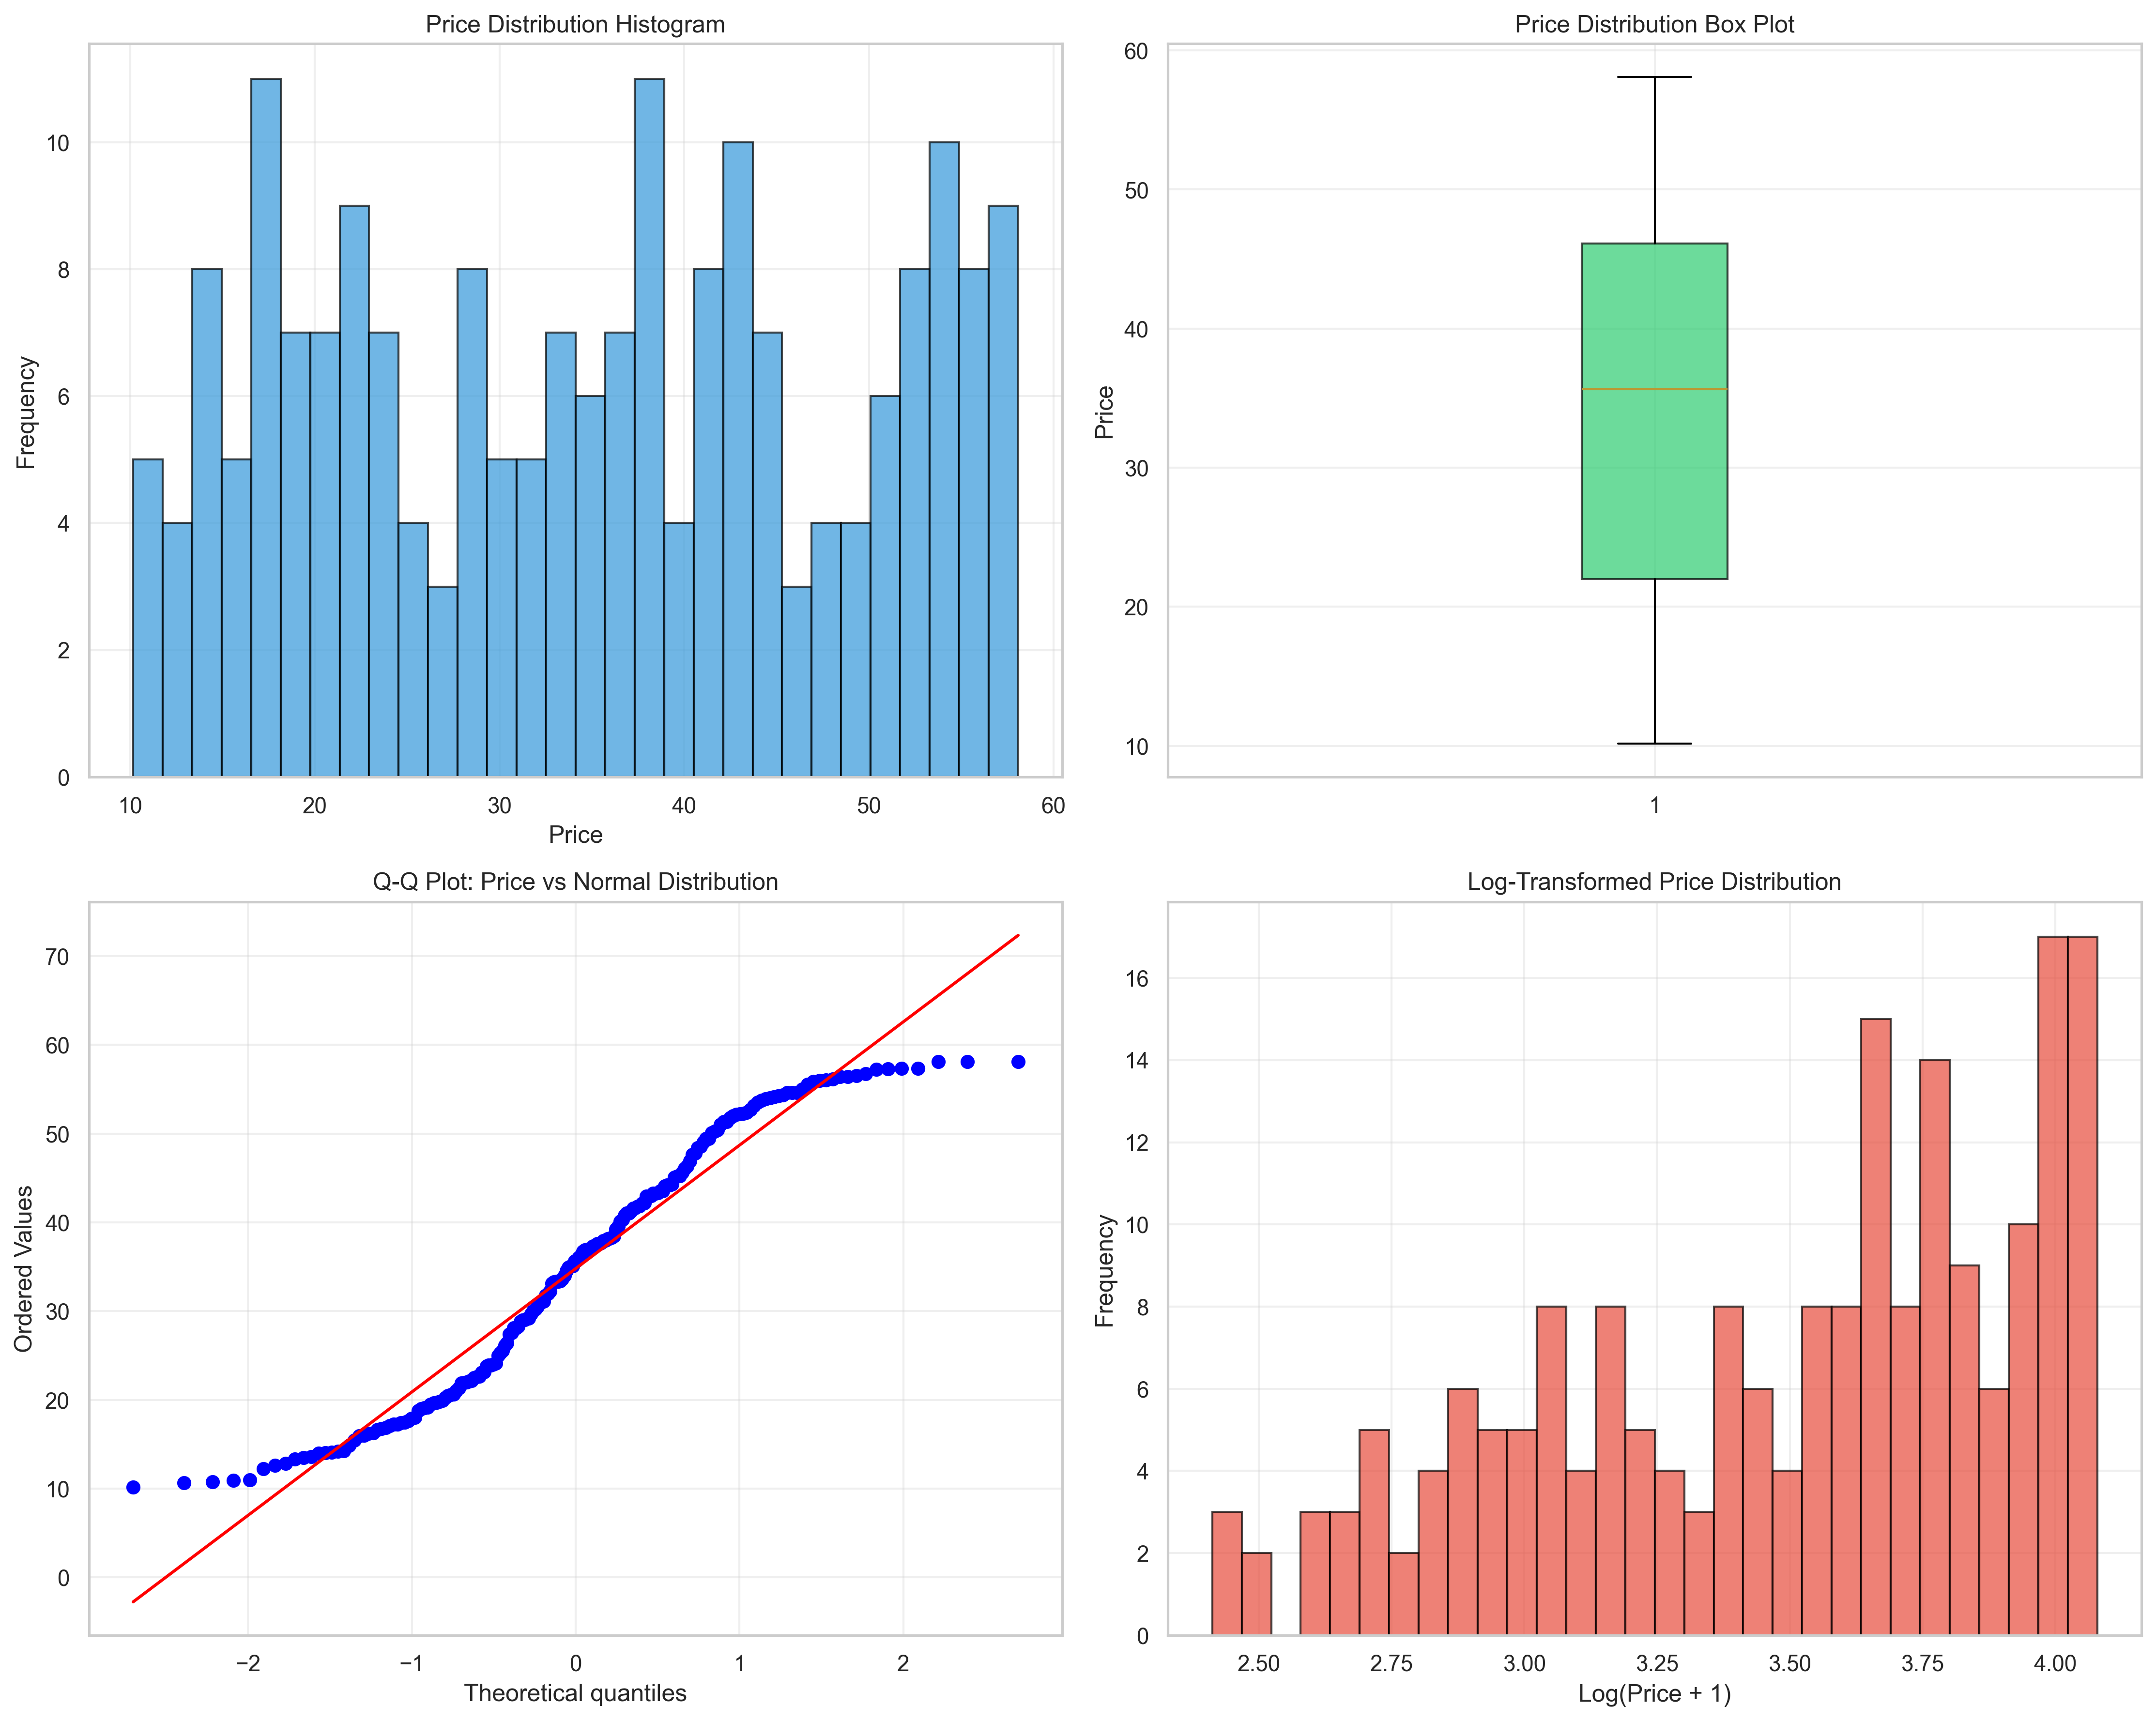 Price Distribution Histogram
Frequency
10
8
6
4
2
0
10 20 30 40 50 60
Price
Price Distribution Box Plot
Price
60
50
40
30
20
10
1
Q-Q Plot: Price vs Normal Distribution
Ordered Values
70
60
50
40
30
20
10
0
−2 −1 0 1 2
Theoretical quantiles
Log-Transformed Price Distribution
Frequency
16
14
12
10
8
6
4
2
0
2.50 2.75 3.00 3.25 3.50 3.75 4.00
Log(Price + 1)